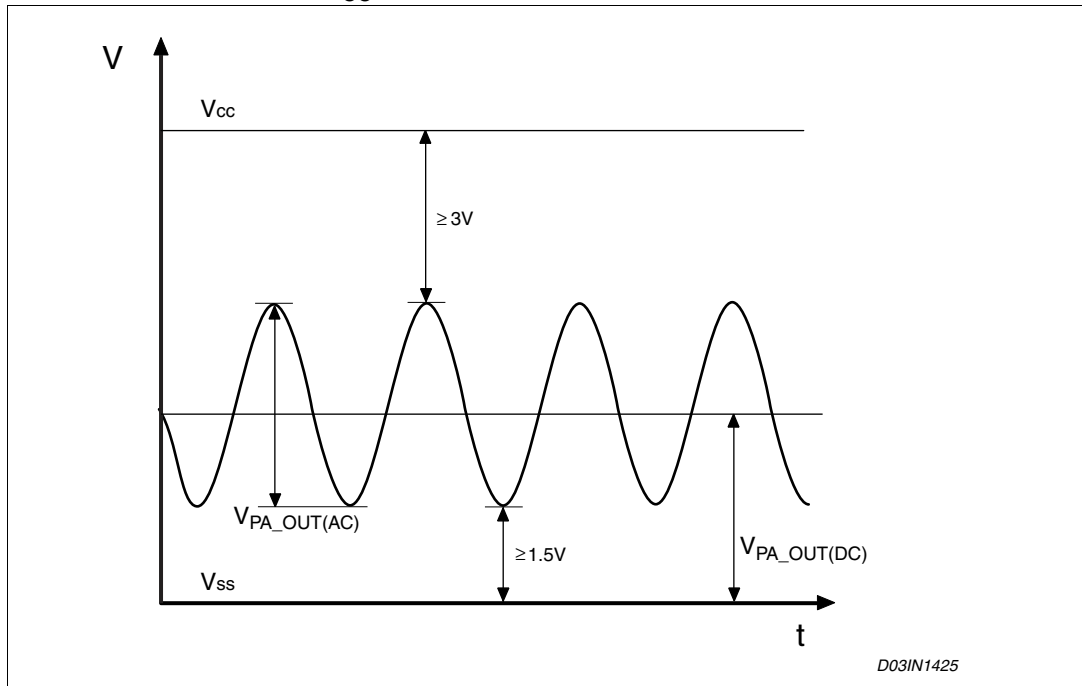 V
Vcc
≥ 3V
VPA_OUT(AC)
≥1.5V
VPA_OUT(DC)
Vss
t
D03IN1425